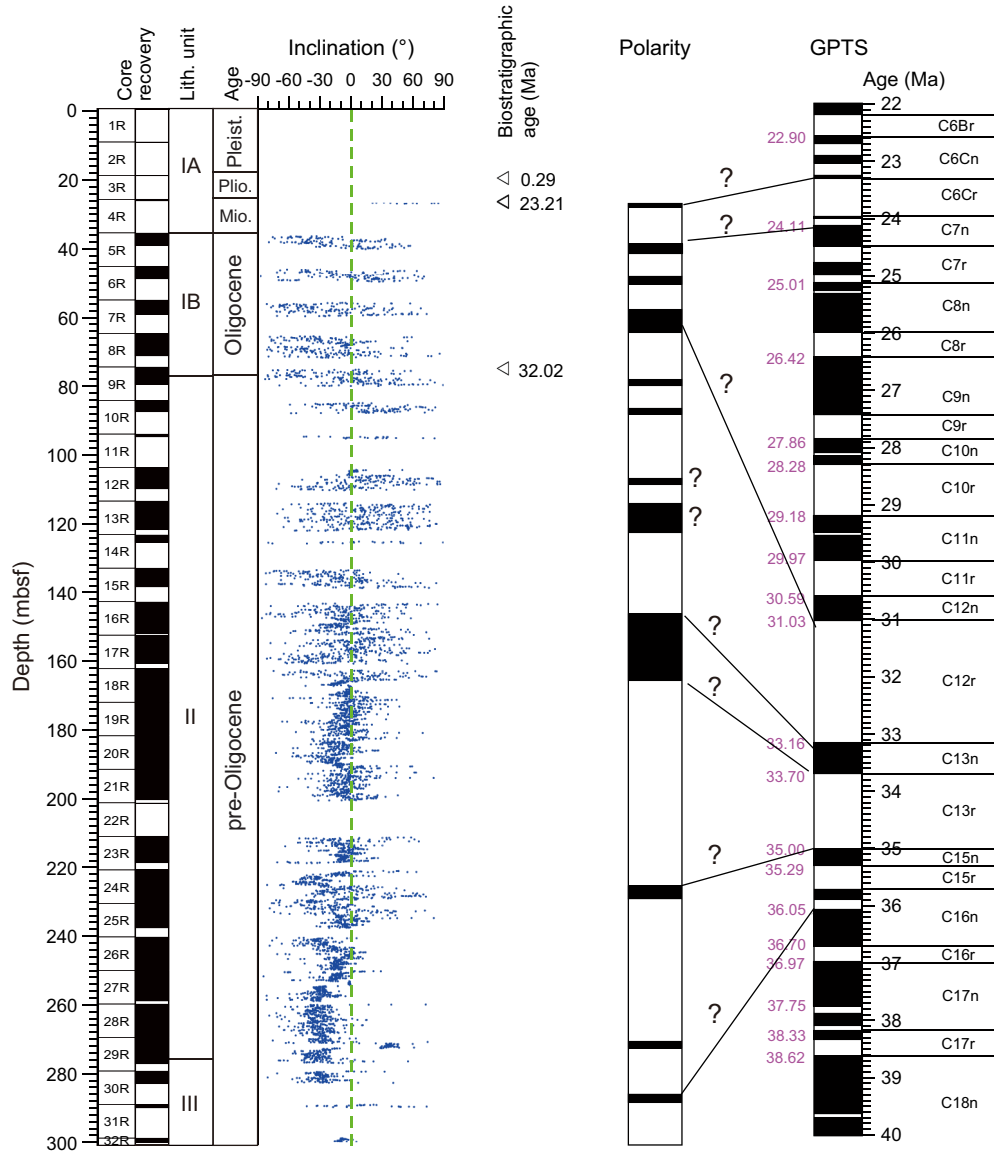 Core recovery
Lith. unit
Age
Inclination (°)
-90 -60 -30 0 30 60 90
Biostratigraphic age (Ma)
Polarity
GPTS
Age (Ma)
Depth (mbsf)
0
20
40
60
80
100
120
140
160
180
200
220
240
260
280
300
1R
2R
3R
4R
5R
6R
7R
8R
9R
10R
11R
12R
13R
14R
15R
16R
17R
18R
19R
20R
21R
22R
23R
24R
25R
26R
27R
28R
29R
30R
31R
32R
IA
IB
II
III
Pleist.
Plio.
Mio.
Oligocene
pre-Oligocene
0.29
23.21
32.02
?
?
?
?
?
?
?
?
?
22.90
24.11
25.01
26.42
27.86
28.28
29.18
29.97
30.59
31.03
33.16
33.70
35.00
35.29
36.05
36.70
36.97
37.75
38.33
38.62
22
23
24
25
26
27
28
29
30
31
32
33
34
35
36
37
38
39
40
C6Br
C6Cn
C6Cr
C7n
C7r
C8n
C8r
C9n
C9r
C10n
C10r
C11n
C11r
C12n
C12r
C13n
C13r
C15n
C15r
C16n
C16r
C17n
C17r
C18n